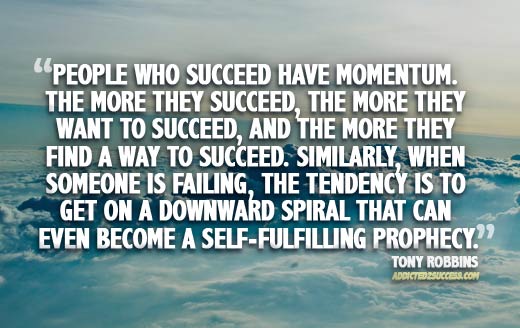 “PEOPLE WHO SUCCEED HAVE MOMENTUM.
THE MORE THEY SUCCEED, THE MORE THEY
WANT TO SUCCEED, AND THE MORE THEY
FIND A WAY TO SUCCEED. SIMILARLY, WHEN
SOMEONE IS FAILING, THE TENDENCY IS TO
GET ON A DOWNWARD SPIRAL THAT CAN
EVEN BECOME A SELF-FULFILLING PROPHECY.”
TONY ROBBINS
ADDICTED2SUCCESS.COM